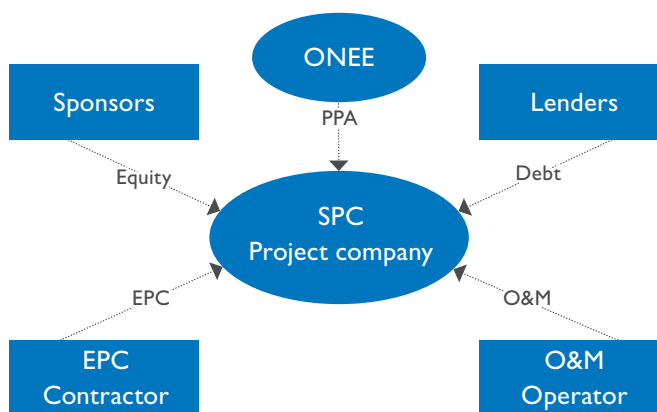 ONEE
Sponsors
Lenders
PPA
Equity
Debt
SPC
Project company
EPC
O&M
EPC
Contractor
O&M
Operator